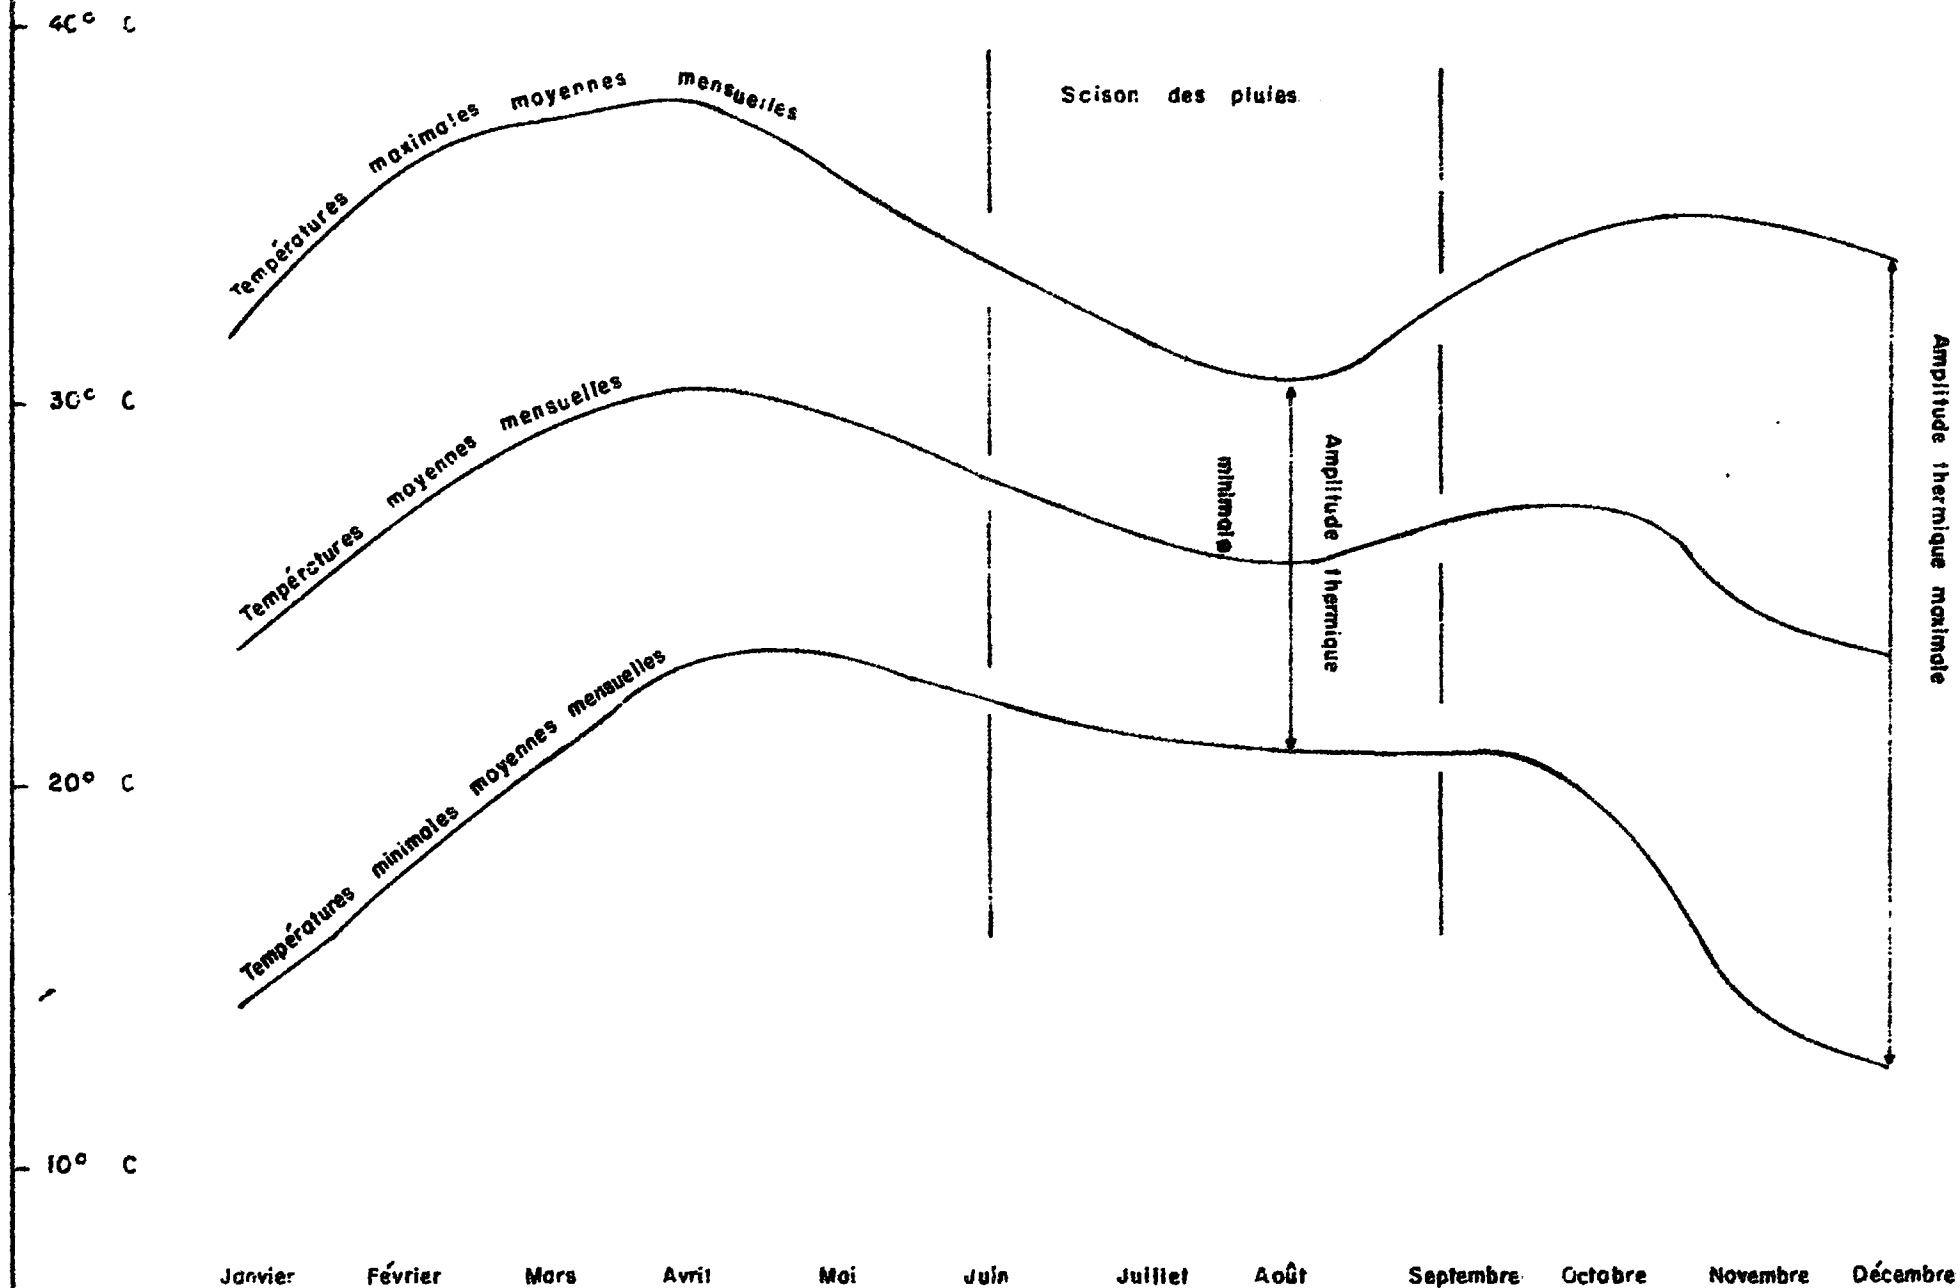 40° C
Températures maximales moyennes mensuelles
Scison des pluies
30° C
Températures moyennes mensuelles
Amplitude thermique
minimale
Amplitude thermique maximale
Températures minimales moyennes mensuelles
20° C
10° C
Janvier Février Mars Avril Mai Juin Juillet Août Septembre Octobre Novembre Décembre